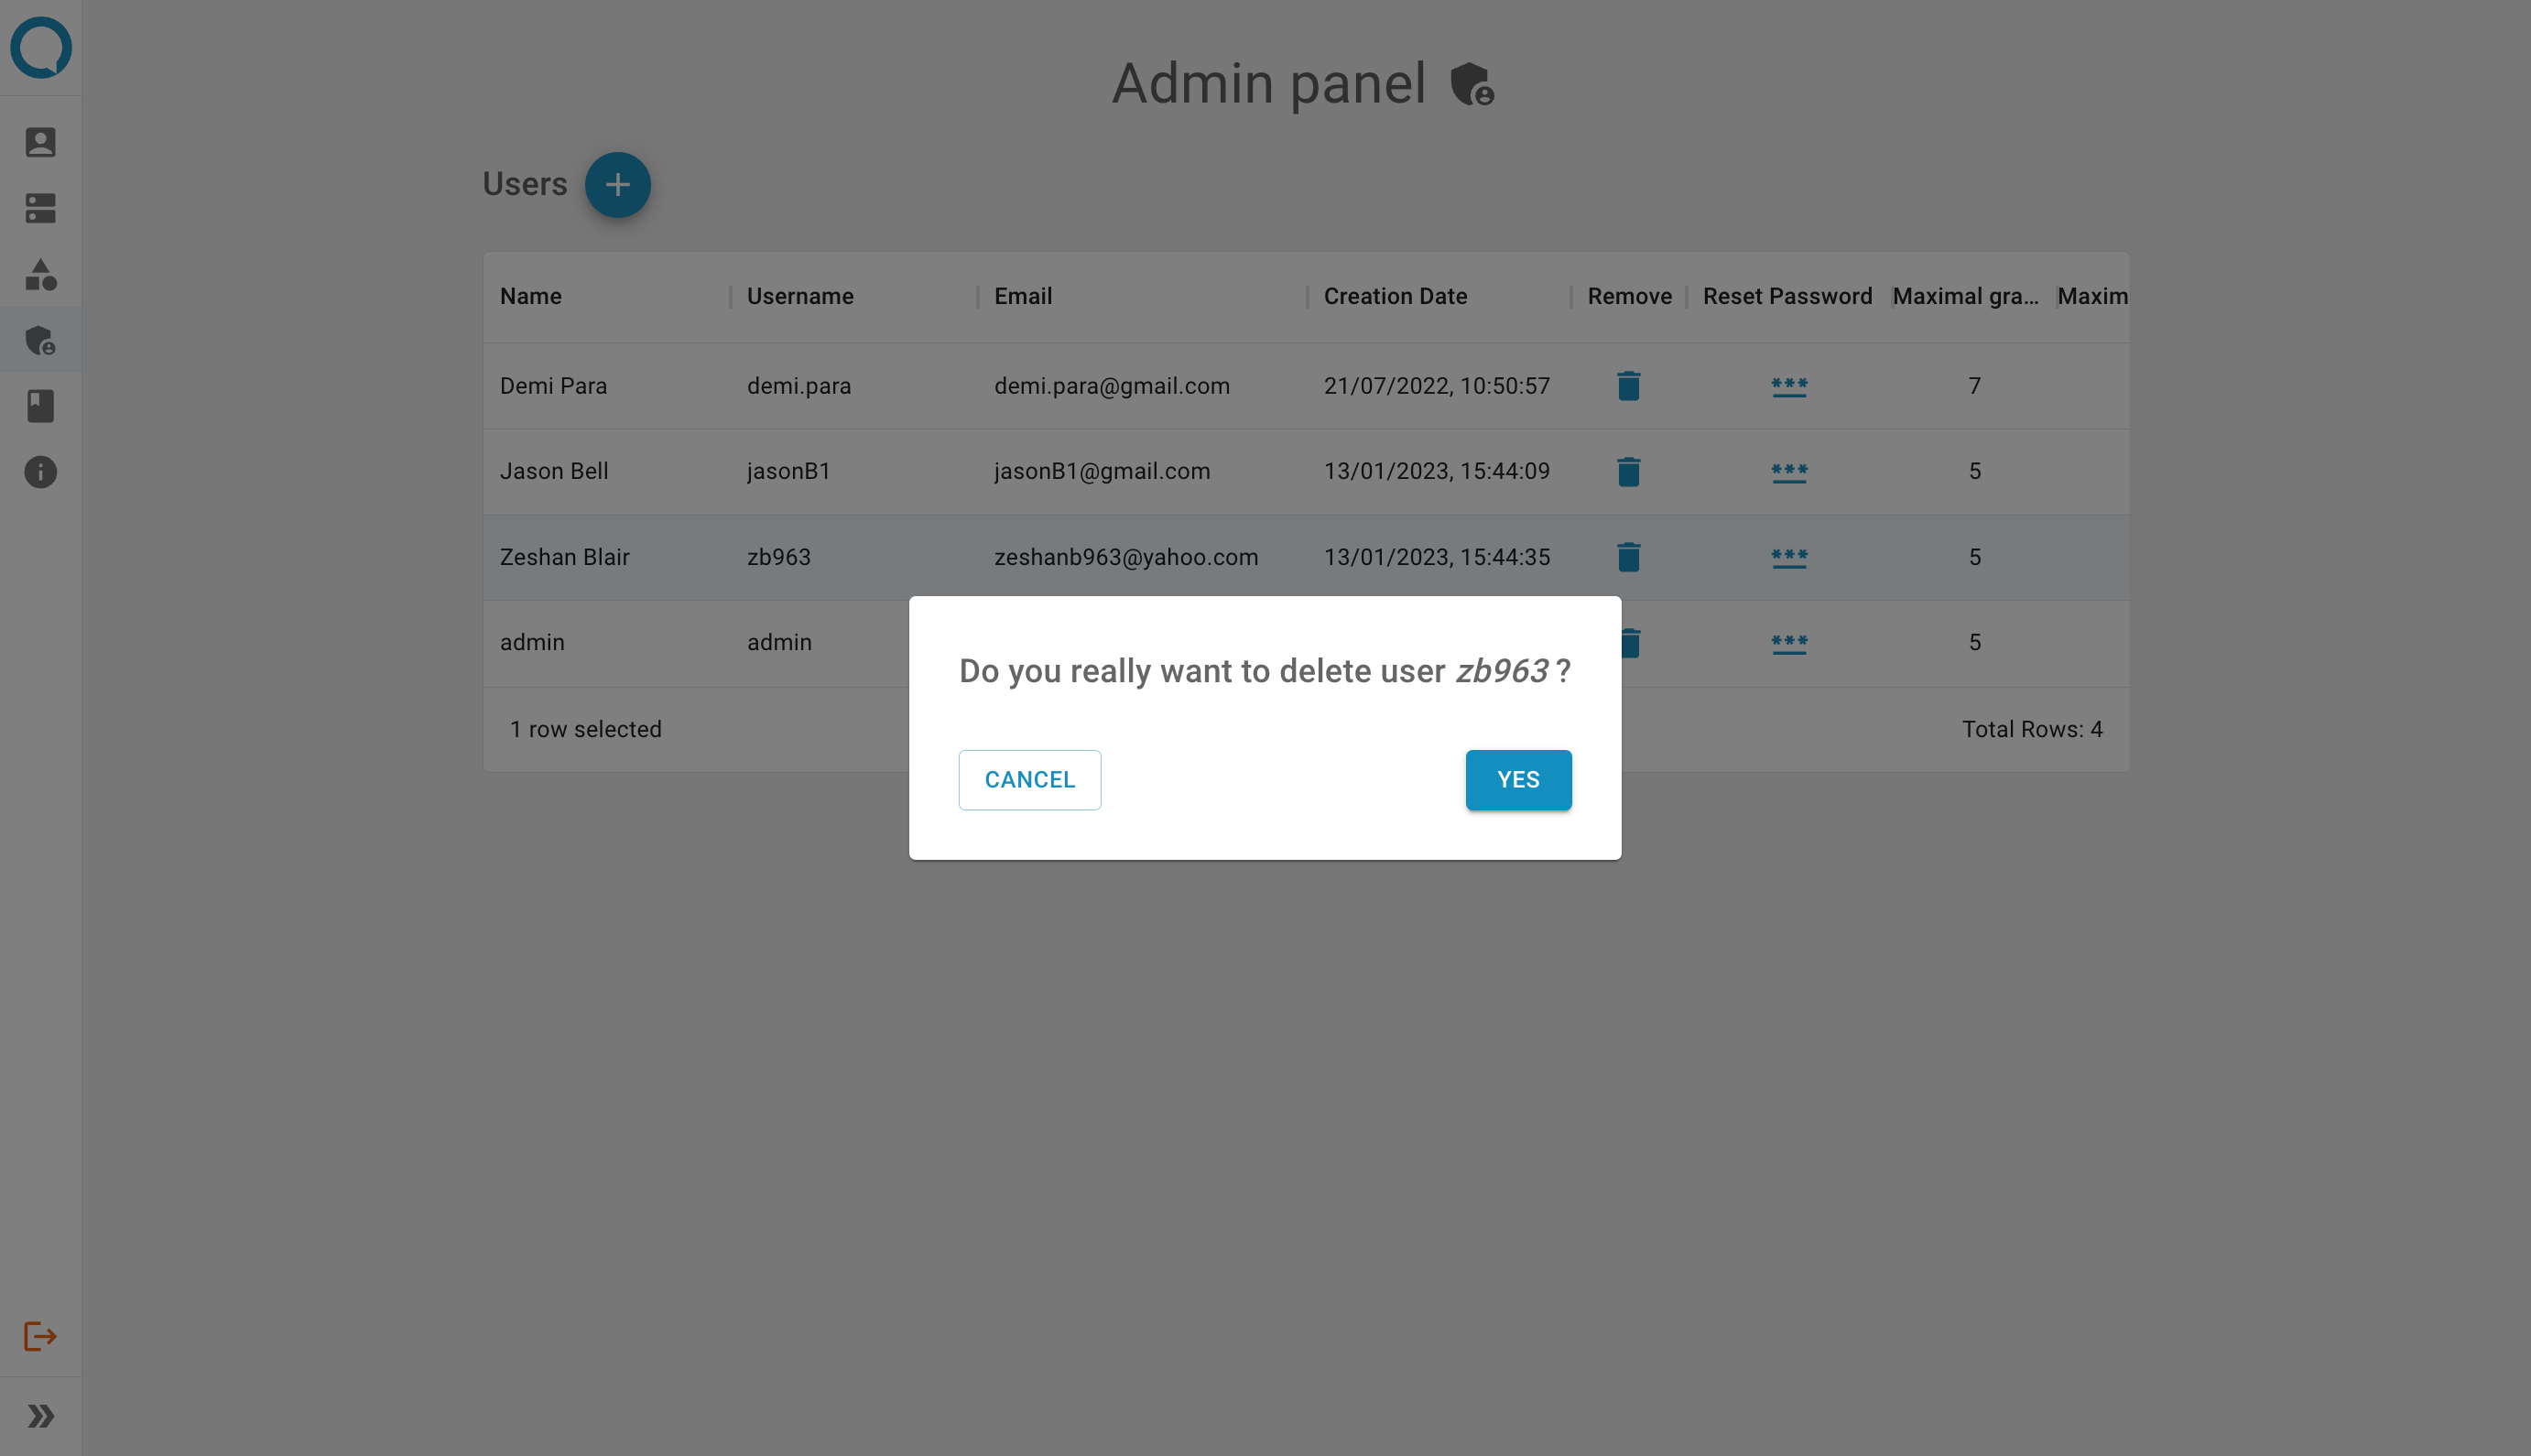 Admin panel
Users
Name Username Email Creation Date Remove Reset Password Maximal gra... Maxim
Demi Para demi.para demi.para@gmail.com 21/07/2022, 10:50:57 *** 7
Jason Bell jasonB1 jasonB1@gmail.com 13/01/2023, 15:44:09 *** 5
Zeshan Blair zb963 zeshanb963@yahoo.com 13/01/2023, 15:44:35 *** 5
admin admin *** 5
Do you really want to delete user zb963 ?
1 row selected Total Rows: 4
CANCEL YES